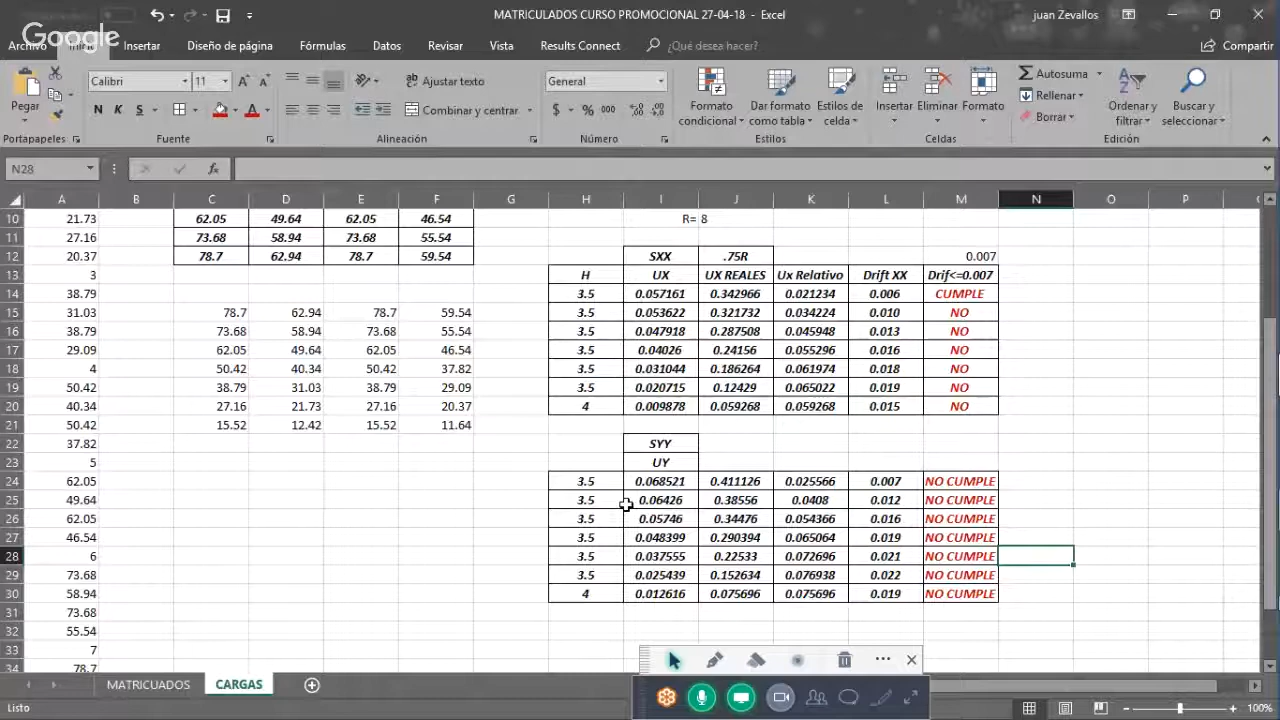 MATRICULADOS CURSO PROMOCIONAL 27-04-18 - Excel
juan Zevallos
Google
Archivo Inicio Insertar Diseño de página Fórmulas Datos Revisar Vista Results Connect ¿Qué desea hacer? Compartir
Pegar
Calibri 11
N K S
Ajustar texto
Combinar y centrar
General
$ % 000
Formato condicional
Dar formato como tabla
Estilos de celda
Insertar Eliminar Formato
Autosuma
Rellenar
Borrar
Ordenar y filtrar
Buscar y seleccionar
Portapapeles Fuente Alineación Número Estilos Celdas Edición
N28 fx
A B C D E F G H I J K L M N O P
10 21.73 62.05 49.64 62.05 46.54 R= 8
11 27.16 73.68 58.94 73.68 55.54
12 20.37 78.7 62.94 78.7 59.54 SXX .75R 0.007
13 3 H UX UX REALES Ux Relativo Drift XX Drif<=0.007
14 38.79 3.5 0.057161 0.342966 0.021234 0.006 CUMPLE
15 31.03 78.7 62.94 78.7 59.54 3.5 0.053622 0.321732 0.034224 0.010 NO
16 38.79 73.68 58.94 73.68 55.54 3.5 0.047918 0.287508 0.045948 0.013 NO
17 29.09 62.05 49.64 62.05 46.54 3.5 0.04026 0.24156 0.055296 0.016 NO
18 4 50.42 40.34 50.42 37.82 3.5 0.031044 0.186264 0.061974 0.018 NO
19 50.42 38.79 31.03 38.79 29.09 3.5 0.020715 0.12429 0.065022 0.019 NO
20 40.34 27.16 21.73 27.16 20.37 4 0.009878 0.059268 0.059268 0.015 NO
21 50.42 15.52 12.42 15.52 11.64
22 37.82 SYY
23 5 UY
24 62.05 3.5 0.068521 0.411126 0.025566 0.007 NO CUMPLE
25 49.64 3.5 0.06426 0.38556 0.0408 0.012 NO CUMPLE
26 62.05 3.5 0.05746 0.34476 0.054366 0.016 NO CUMPLE
27 46.54 3.5 0.048399 0.290394 0.065064 0.019 NO CUMPLE
28 6 3.5 0.037555 0.22533 0.072696 0.021 NO CUMPLE
29 73.68 3.5 0.025439 0.152634 0.076938 0.022 NO CUMPLE
30 58.94 4 0.012616 0.075696 0.075696 0.019 NO CUMPLE
31 73.68
32 55.54
33 7
34 78.7
MATRICUADOS CARGAS
Listo 100%